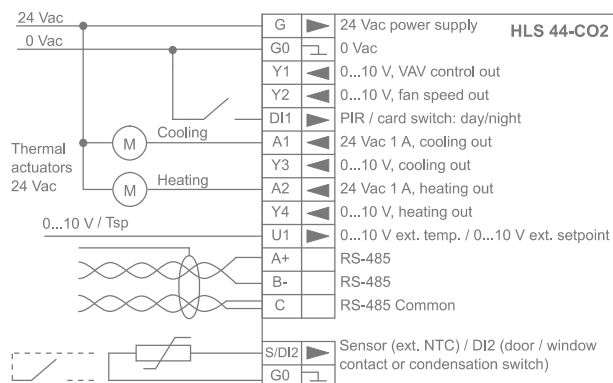 24 Vac G 24 Vac power supply HLS 44-CO2
0 Vac G0 0 Vac
Y1 0...10 V, VAV control out
Y2 0...10 V, fan speed out
DI1 PIR / card switch: day/night
M Cooling A1 24 Vac 1 A, cooling out
Thermal actuators 24 Vac
Y3 0...10 V, cooling out
M Heating A2 24 Vac 1 A, heating out
Y4 0...10 V, heating out
0...10 V / Tsp U1 0...10 V ext. temp. / 0...10 V ext. setpoint
A+ RS-485
B- RS-485
C RS-485 Common
S/DI2 Sensor (ext. NTC) / DI2 (door / window
contact or condensation switch)
G0